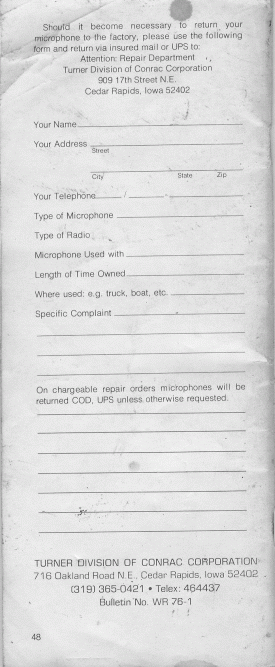 Should it become necessary to return your
microphone to the factory, please use the following
form and return via insured mail or UPS to:
Attention: Repair Department
Turner Division of Conrac Corporation
909 17th Street N.E.
Cedar Rapids, Iowa 52402
Your Name
Your Address
Street
City State Zip
Your Telephone /
Type of Microphone
Type of Radio
Microphone Used with
Length of Time Owned
Where used: e.g. truck, boat, etc.
Specific Complaint
On chargeable repair orders microphones will be
returned COD, UPS unless otherwise requested.
TURNER DIVISION OF CONRAC CORPORATION
716 Oakland Road N.E., Cedar Rapids, Iowa 52402
(319) 365-0421 • Telex: 464437
Bulletin No. WR 76-1
48